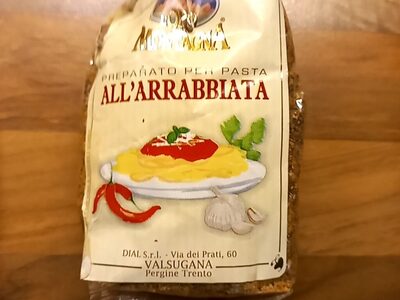 PREPARATO PER PASTA
ALL'ARRABBIATA
DIAL S.r.l. - Via dei Prati, 60
VALSUGANA
Pergine Trento